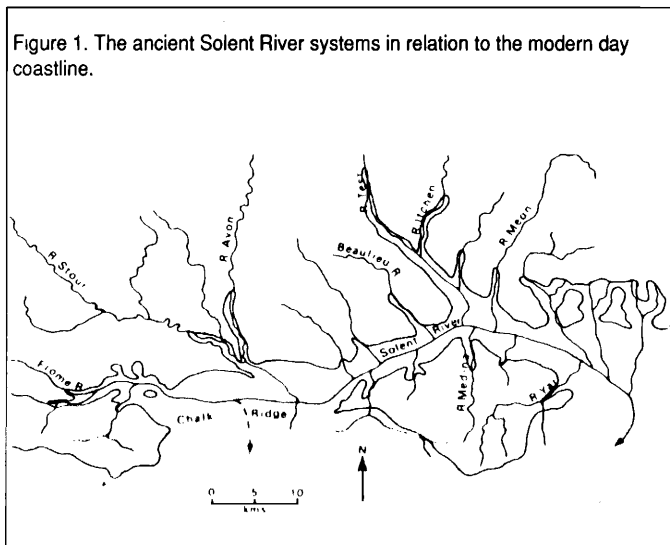 Figure 1. The ancient Solent River systems in relation to the modern day
coastline.
R Test
R Itchen
R Meon
R Avon
Beaulieu R
R Stour
Solent River
Frome R
R Medina
R Yar
Chalk Ridge
N
0 5 10
kms